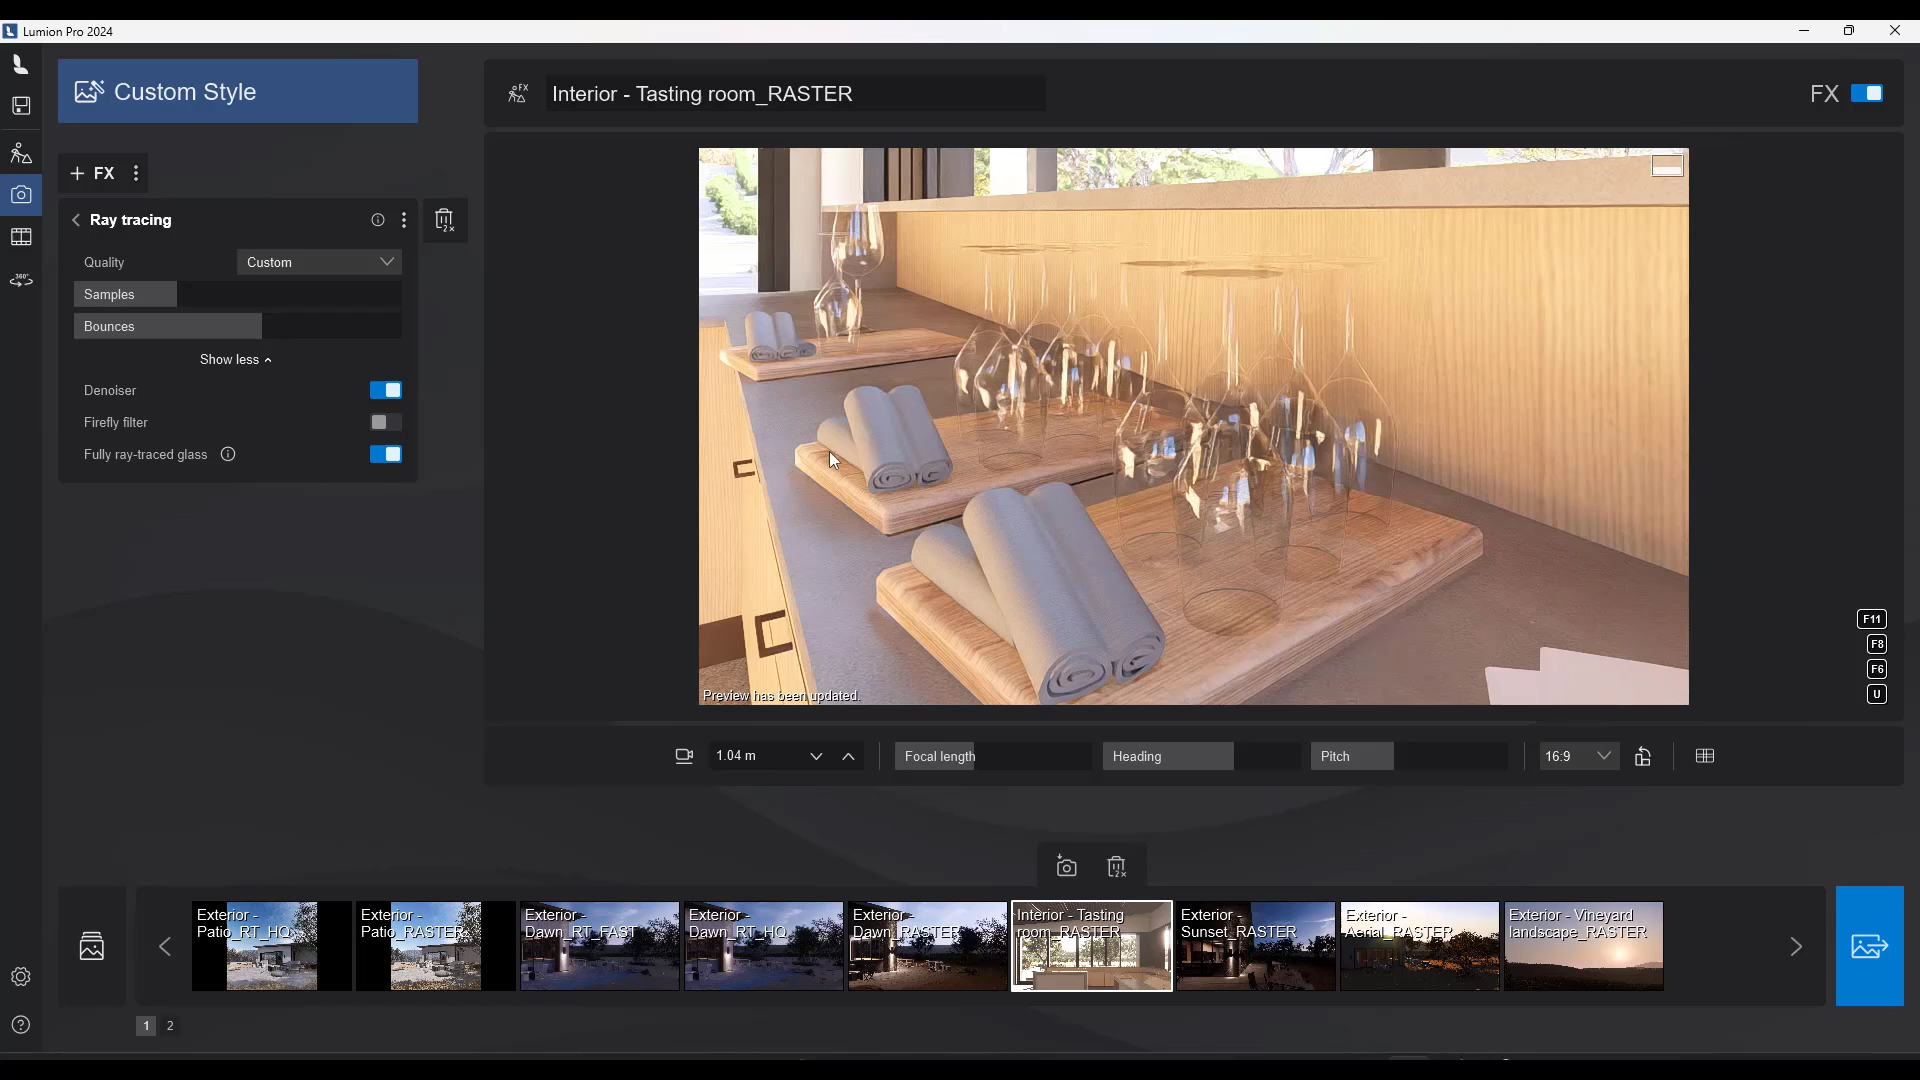 Lumion Pro 2024
Custom Style
Interior - Tasting room_RASTER
FX
FX
Ray tracing
Quality
Custom
Samples
Bounces
Show less
Denoiser
Firefly filter
Fully ray-traced glass
Preview has been updated.
F11
F8
F6
U
1.04 m
Focal length
Heading
Pitch
16:9
360°
2x
2x
Exterior -
Patio_RT_HQ
Exterior -
Patio_RASTER
Exterior -
Dawn_RT_FAST
Exterior -
Dawn_RT_HQ
Exterior -
Dawn_RASTER
Interior - Tasting
room_RASTER
Exterior -
Sunset_RASTER
Exterior -
Aerial_RASTER
Exterior - Vineyard
landscape_RASTER
1
2